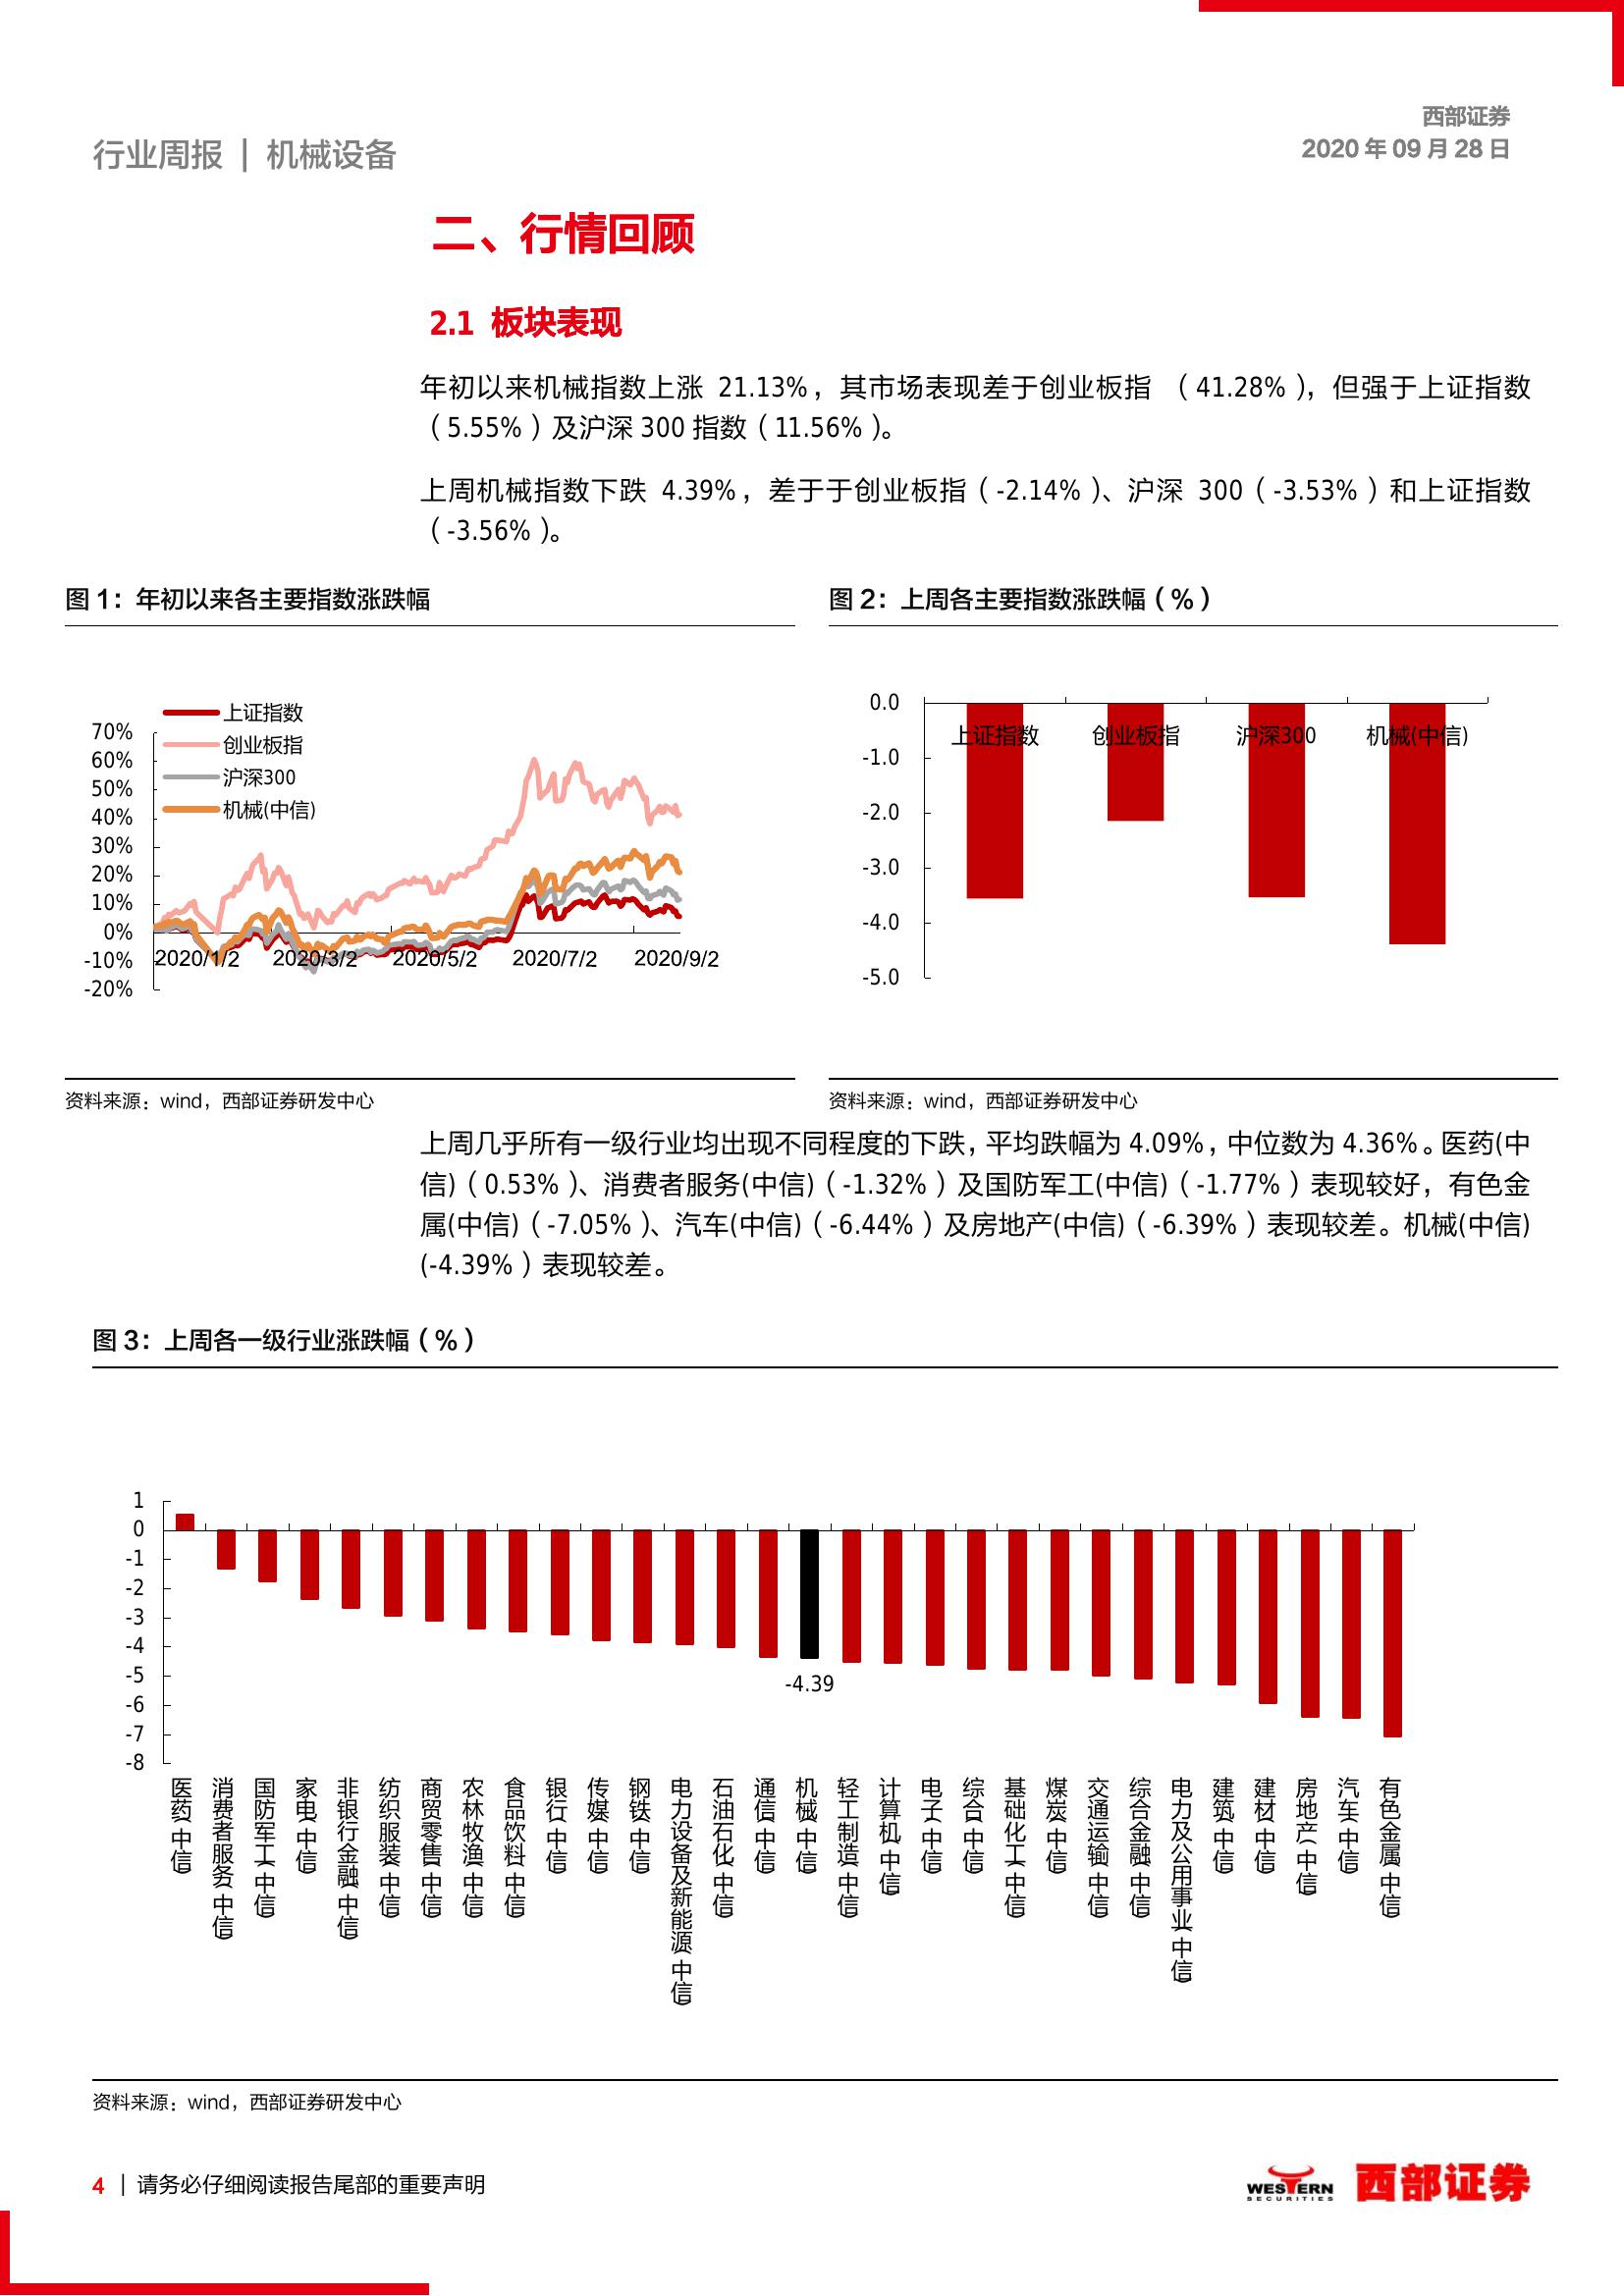 西部证券
行业周报 | 机械设备
2020 年 09 月 28 日
二、行情回顾
2.1 板块表现
年初以来机械指数上涨 21.13%，其市场表现差于创业板指 （41.28%），但强于上证指数
（5.55%）及沪深 300 指数（11.56%）。
上周机械指数下跌 4.39%，差于于创业板指（-2.14%）、沪深 300（-3.53%）和上证指数
（-3.56%）。
图 1：年初以来各主要指数涨跌幅
上证指数
创业板指
沪深300
机械(中信)
70%
60%
50%
40%
30%
20%
10%
0%
-10%
-20%
2020/1/2 2020/3/2 2020/5/2 2020/7/2 2020/9/2
资料来源：wind，西部证券研发中心
图 2：上周各主要指数涨跌幅（%）
0.0
-1.0
-2.0
-3.0
-4.0
-5.0
上证指数 创业板指 沪深300 机械(中信)
资料来源：wind，西部证券研发中心
上周几乎所有一级行业均出现不同程度的下跌，平均跌幅为 4.09%，中位数为 4.36%。医药(中
信)（0.53%）、消费者服务(中信)（-1.32%）及国防军工(中信)（-1.77%）表现较好，有色金
属(中信)（-7.05%）、汽车(中信)（-6.44%）及房地产(中信)（-6.39%）表现较差。机械(中信)
(-4.39%）表现较差。
图 3：上周各一级行业涨跌幅（%）
1
0
-1
-2
-3
-4
-5
-6
-7
-8
-4.39
医药(中信)
消费者服务(中信)
国防军工(中信)
家电(中信)
非银行金融(中信)
纺织服装(中信)
商贸零售(中信)
农林牧渔(中信)
食品饮料(中信)
银行(中信)
传媒(中信)
钢铁(中信)
电力设备及新能源(中信)
石油石化(中信)
通信(中信)
机械(中信)
轻工制造(中信)
计算机(中信)
电子(中信)
综合(中信)
基础化工(中信)
煤炭(中信)
交通运输(中信)
综合金融(中信)
电力及公用事业(中信)
建筑(中信)
建材(中信)
房地产(中信)
汽车(中信)
有色金属(中信)
资料来源：wind，西部证券研发中心
4 | 请务必仔细阅读报告尾部的重要声明
WESTERN
SECURITIES
西部证券